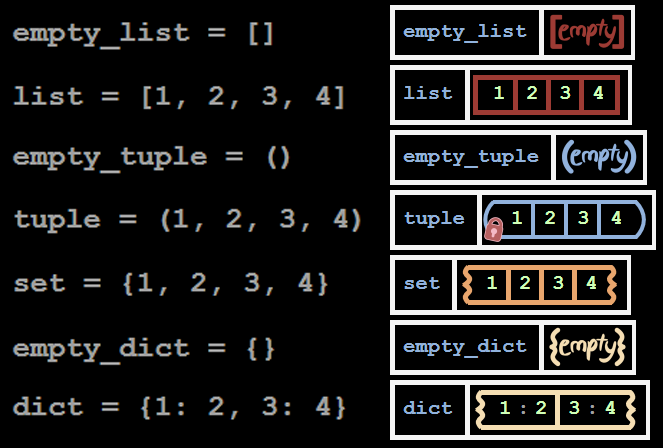 empty_list = []
empty_list [empty]
list = [1, 2, 3, 4]
list 1 2 3 4
empty_tuple = ()
empty_tuple (empty)
tuple = (1, 2, 3, 4)
tuple 1 2 3 4
set = {1, 2, 3, 4}
set 1 2 3 4
empty_dict = {}
empty_dict {empty}
dict = {1: 2, 3: 4}
dict 1:2 3:4